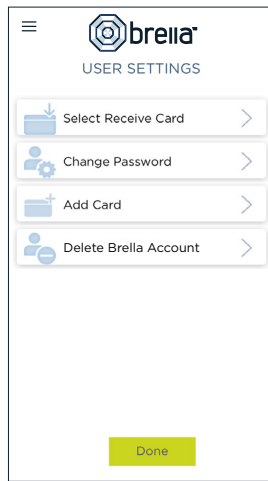 brella
USER SETTINGS
Select Receive Card
Change Password
Add Card
Delete Brella Account
Done